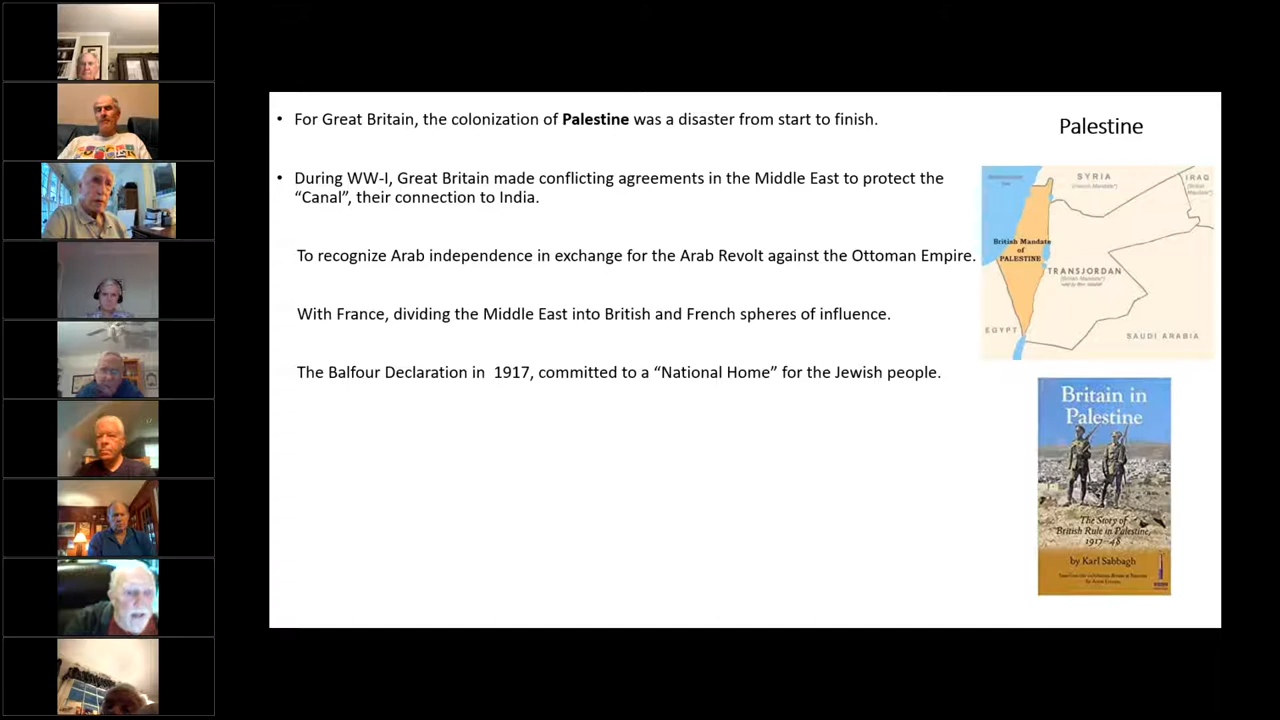 Palestine
• For Great Britain, the colonization of Palestine was a disaster from start to finish.
• During WW-I, Great Britain made conflicting agreements in the Middle East to protect the
“Canal”, their connection to India.
To recognize Arab independence in exchange for the Arab Revolt against the Ottoman Empire.
With France, dividing the Middle East into British and French spheres of influence.
The Balfour Declaration in  1917, committed to a “National Home” for the Jewish people.
SYRIA
(French Mandate)
IRAQ
British Mandate
of
PALESTINE
TRANSJORDAN
EGYPT
SAUDI ARABIA
Britain in
Palestine
The Story of
British Rule in Palestine,
1917–48
by Karl Sabbagh